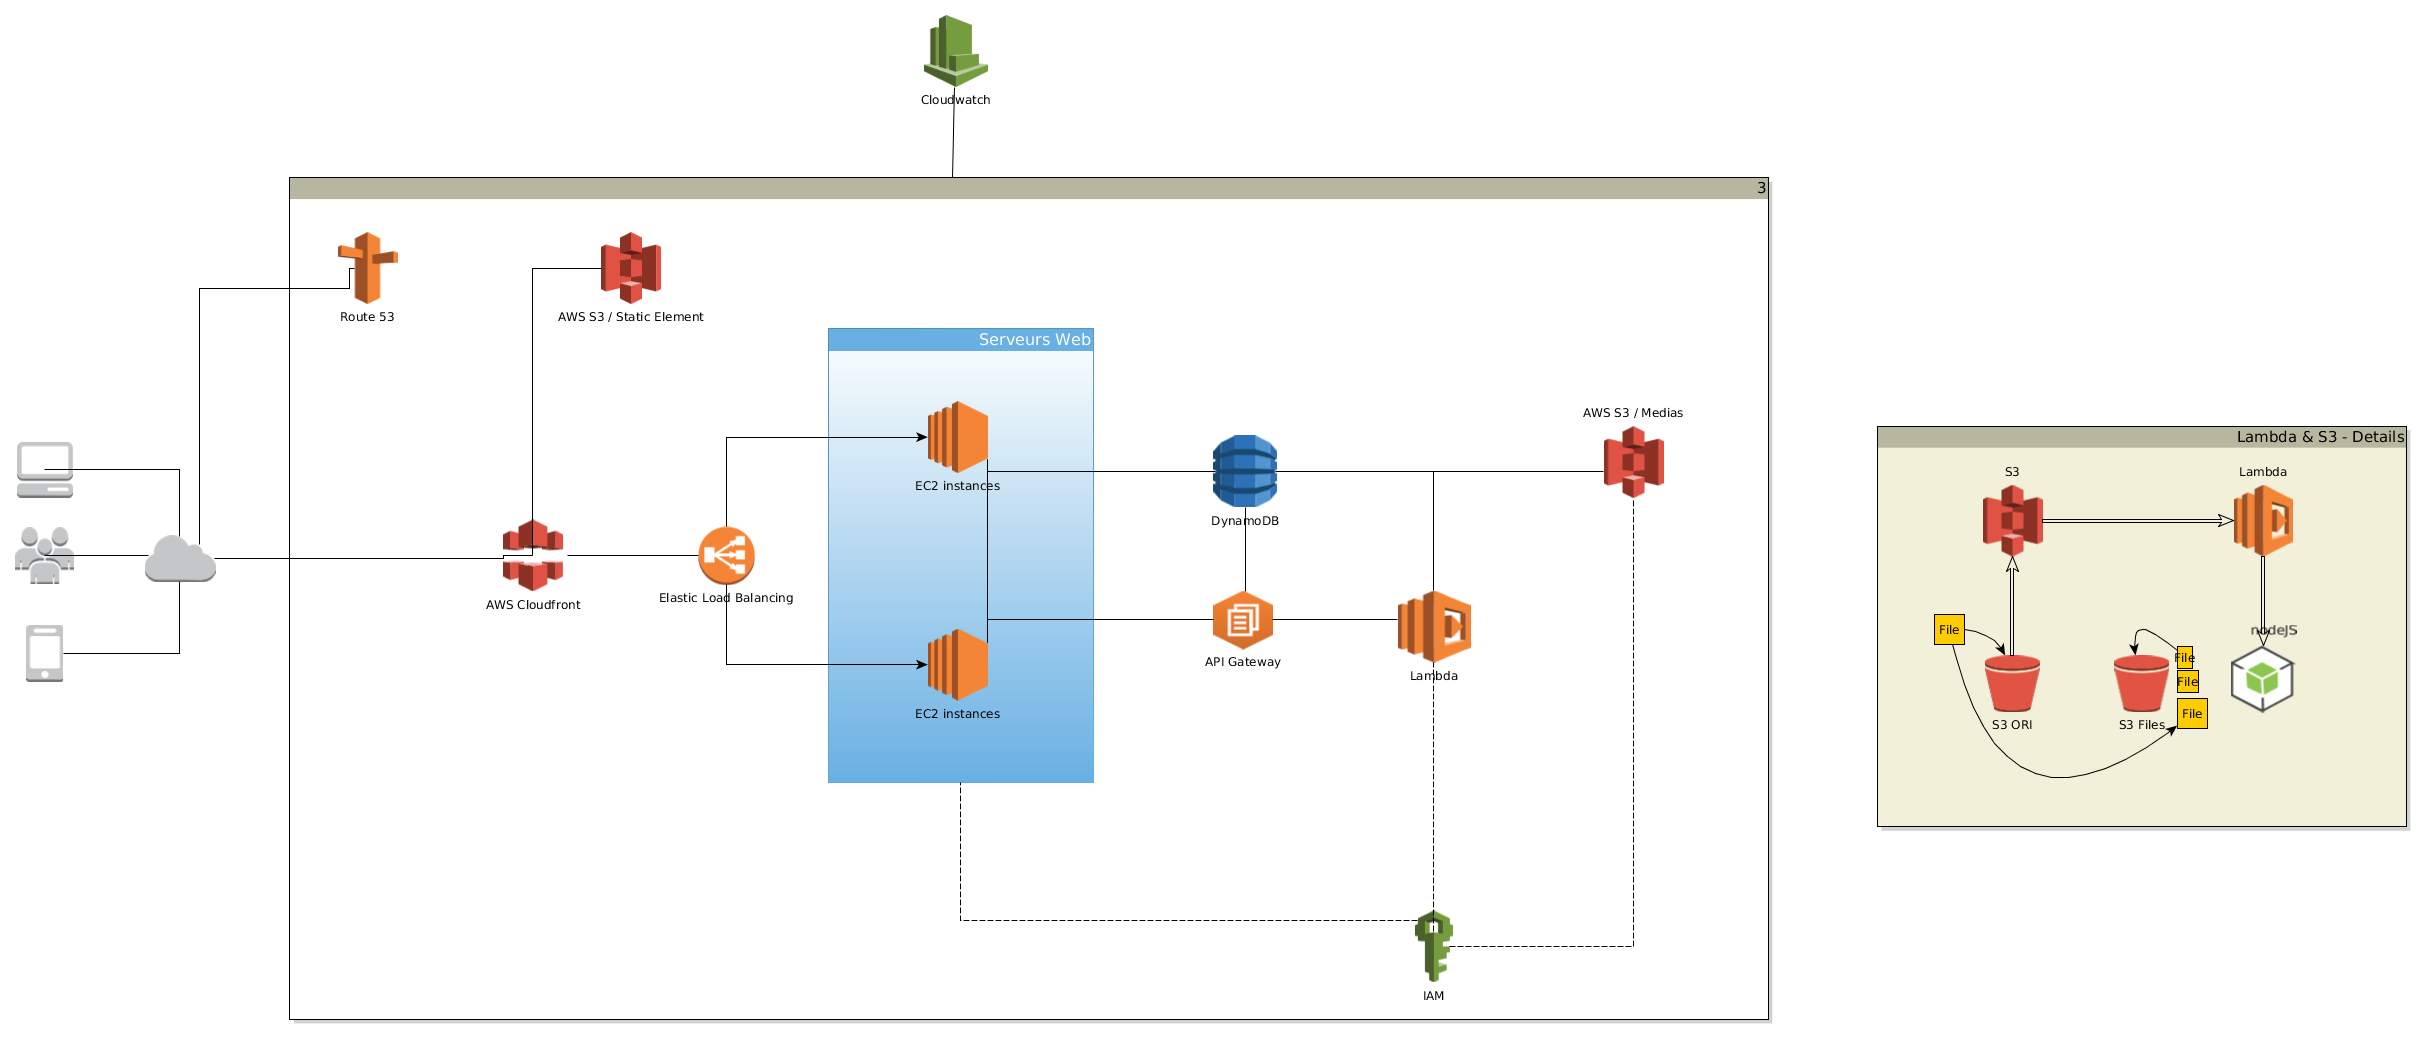 Cloudwatch
3
Route 53
AWS S3 / Static Element
Serveurs Web
EC2 instances
AWS Cloudfront
Elastic Load Balancing
EC2 instances
DynamoDB
API Gateway
Lambda
AWS S3 / Medias
IAM
Lambda & S3 - Details
S3
Lambda
File
nodeJS
File
File
File
S3 ORI
S3 Files